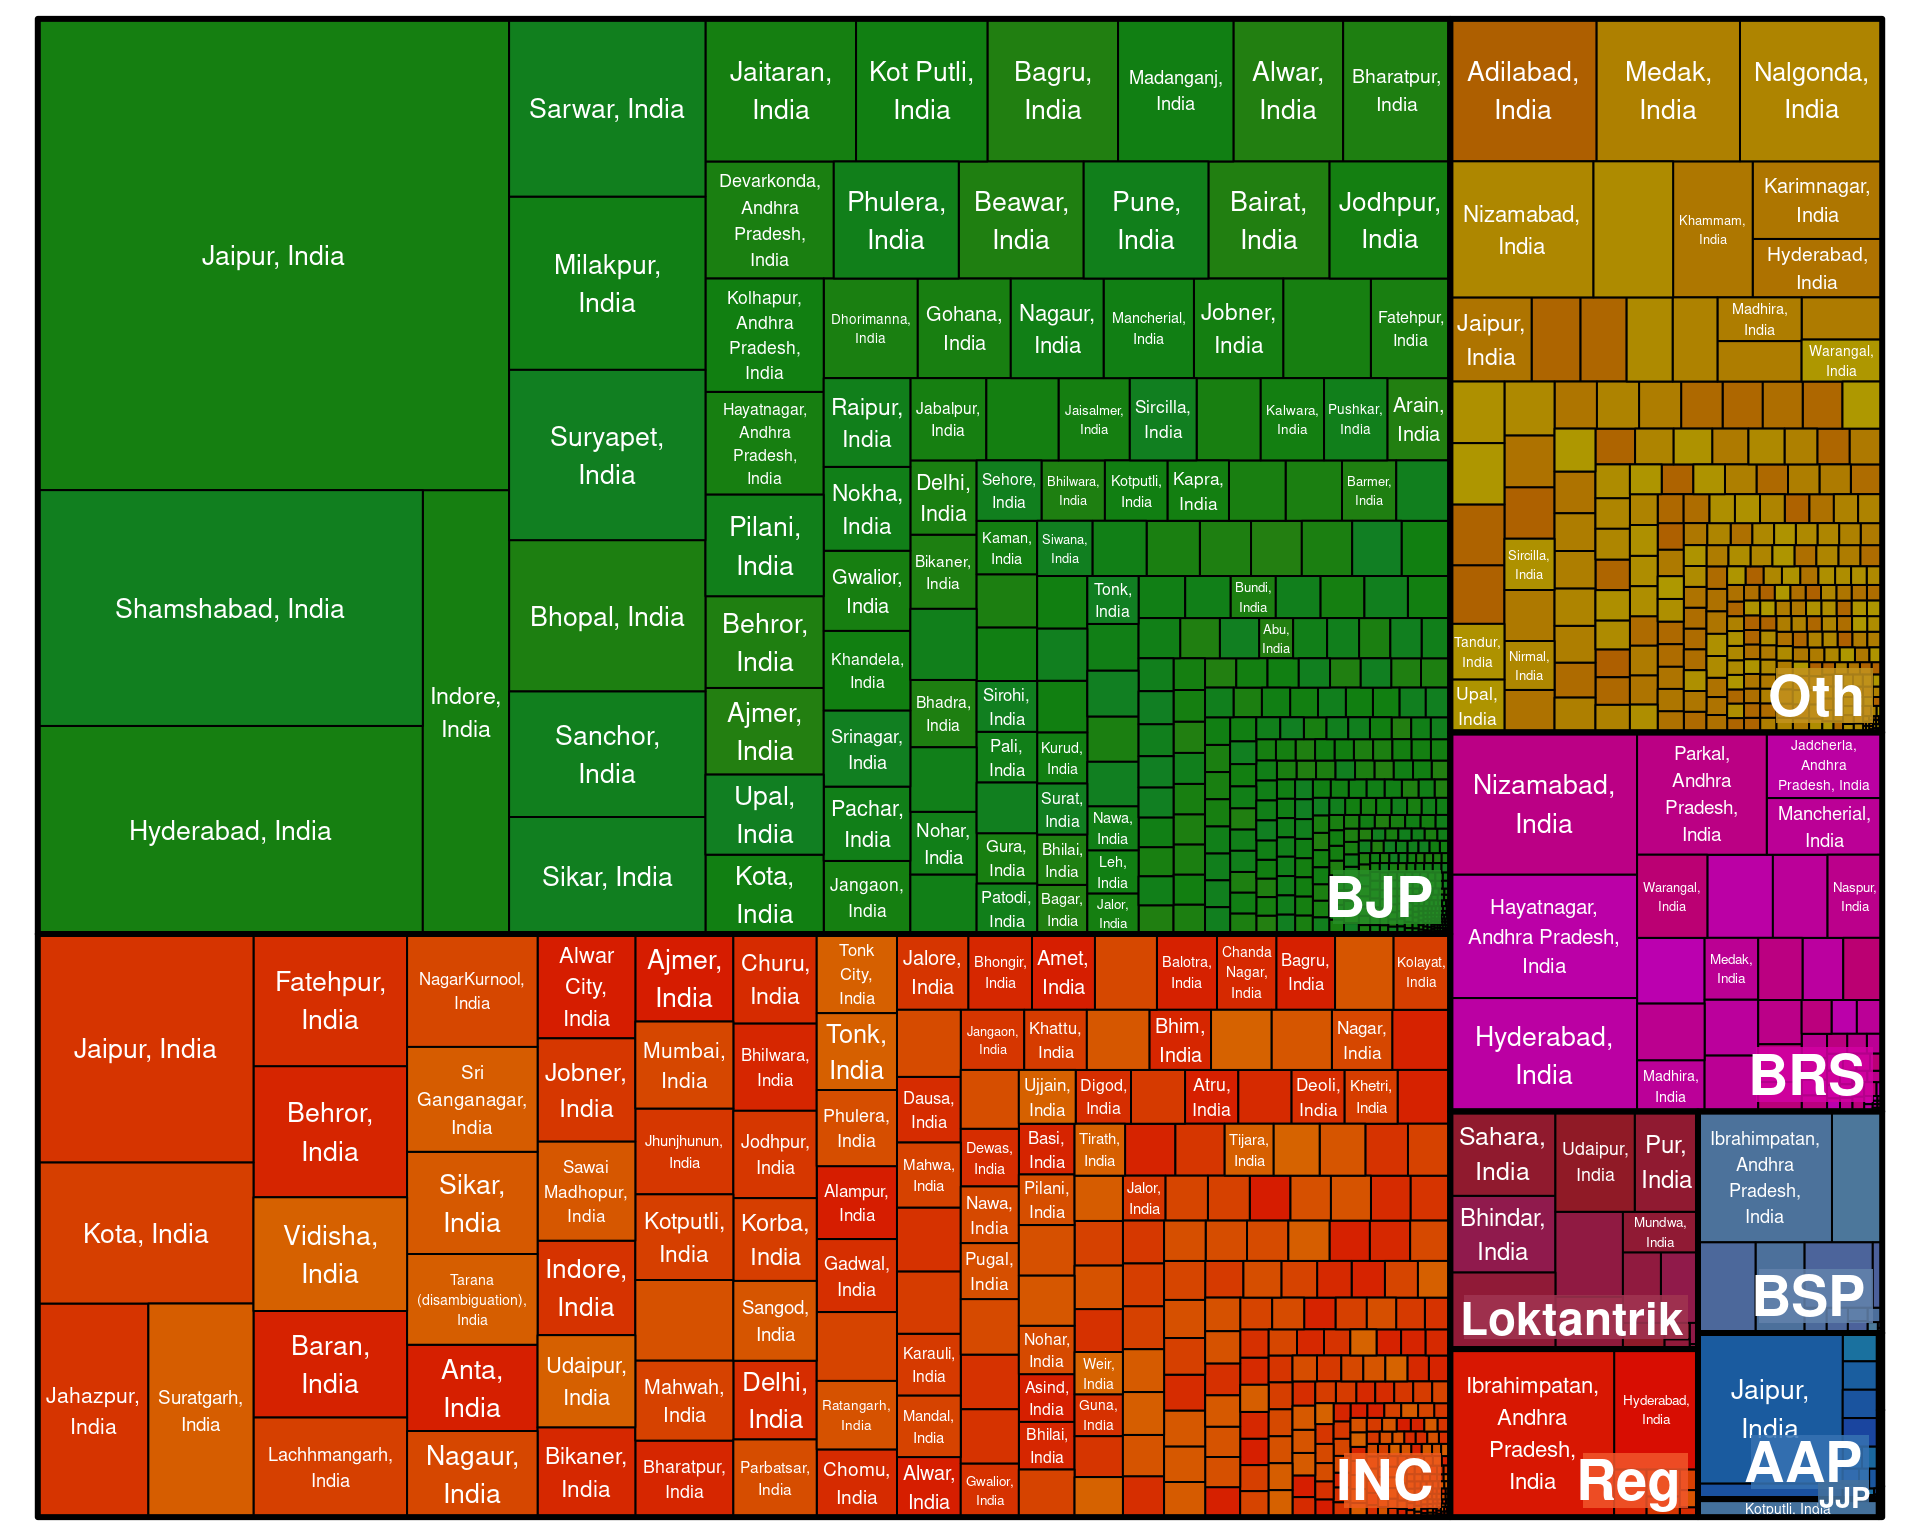 Jaipur, India
Shamshabad, India
Hyderabad, India
Indore,
India
Sarwar, India
Milakpur,
India
Suryapet,
India
Bhopal, India
Sanchor,
India
Sikar, India
Jaitaran,
India
Kot Putli,
India
Bagru,
India
Madanganj,
India
Alwar,
India
Bharatpur,
India
Devarkonda,
Andhra
Pradesh,
India
Phulera,
India
Beawar,
India
Pune,
India
Bairat,
India
Jodhpur,
India
Kolhapur,
Andhra
Pradesh,
India
Dhorimanna,
India
Gohana,
India
Nagaur,
India
Mancherial,
India
Jobner,
India
Fatehpur,
India
Hayatnagar,
Andhra
Pradesh,
India
Raipur,
India
Jabalpur,
India
Jaisalmer,
India
Sircilla,
India
Kalwara,
India
Pushkar,
India
Arain,
India
Pilani,
India
Nokha,
India
Delhi,
India
Sehore,
India
Bhilwara,
India
Kotputli,
India
Kapra,
India
Barmer,
India
Behror,
India
Gwalior,
India
Bikaner,
India
Kaman,
India
Siwana,
India
Tonk,
India
Bundi,
India
Abu,
India
Ajmer,
India
Khandela,
India
Bhadra,
India
Sirohi,
India
Srinagar,
India
Pali,
India
Kurud,
India
Upal,
India
Pachar,
India
Nohar,
India
Surat,
India
Nawa,
India
Gura,
India
Bhilai,
India
Leh,
India
Kota,
India
Jangaon,
India
Patodi,
India
Bagar,
India
Jalor,
India
BJP
Jaipur, India
Kota, India
Jahazpur,
India
Suratgarh,
India
Fatehpur,
India
Behror,
India
Vidisha,
India
Baran,
India
Lachhmangarh,
India
NagarKurnool,
India
Sri
Ganganagar,
India
Sikar,
India
Tarana
(disambiguation),
India
Anta,
India
Nagaur,
India
Alwar
City,
India
Jobner,
India
Sawai
Madhopur,
India
Indore,
India
Udaipur,
India
Bikaner,
India
Ajmer,
India
Mumbai,
India
Jhunjhunun,
India
Kotputli,
India
Mahwah,
India
Bharatpur,
India
Churu,
India
Bhilwara,
India
Jodhpur,
India
Korba,
India
Sangod,
India
Delhi,
India
Parbatsar,
India
Tonk
City,
India
Tonk,
India
Phulera,
India
Alampur,
India
Gadwal,
India
Ratangarh,
India
Chomu,
India
Jalore,
India
Bhongir,
India
Amet,
India
Balotra,
India
Chanda
Nagar,
India
Bagru,
India
Kolayat,
India
Jangaon,
India
Khattu,
India
Bhim,
India
Nagar,
India
Dausa,
India
Ujjain,
India
Digod,
India
Atru,
India
Deoli,
India
Khetri,
India
Mahwa,
India
Dewas,
India
Basi,
India
Tirath,
India
Tijara,
India
Nawa,
India
Pilani,
India
Jalor,
India
Pugal,
India
Karauli,
India
Nohar,
India
Weir,
India
Mandal,
India
Asind,
India
Guna,
India
Bhilai,
India
Alwar,
India
Gwalior,
India
INC
Adilabad,
India
Medak,
India
Nalgonda,
India
Nizamabad,
India
Khammam,
India
Karimnagar,
India
Hyderabad,
India
Jaipur,
India
Madhira,
India
Warangal,
India
Sircilla,
India
Tandur,
India
Nirmal,
India
Upal,
India
Oth
Nizamabad,
India
Hayatnagar,
Andhra Pradesh,
India
Hyderabad,
India
Parkal,
Andhra
Pradesh,
India
Jadcherla,
Andhra
Pradesh, India
Mancherial,
India
Warangal,
India
Naspur,
India
Medak,
India
Madhira,
India
BRS
Sahara,
India
Udaipur,
India
Pur,
India
Bhindar,
India
Mundwa,
India
Loktantrik
Ibrahimpatan,
Andhra
Pradesh,
India
BSP
Ibrahimpatan,
Andhra
Pradesh,
India
Hyderabad,
India
Reg
Jaipur,
India
AAP
Kotputli, India
JJP